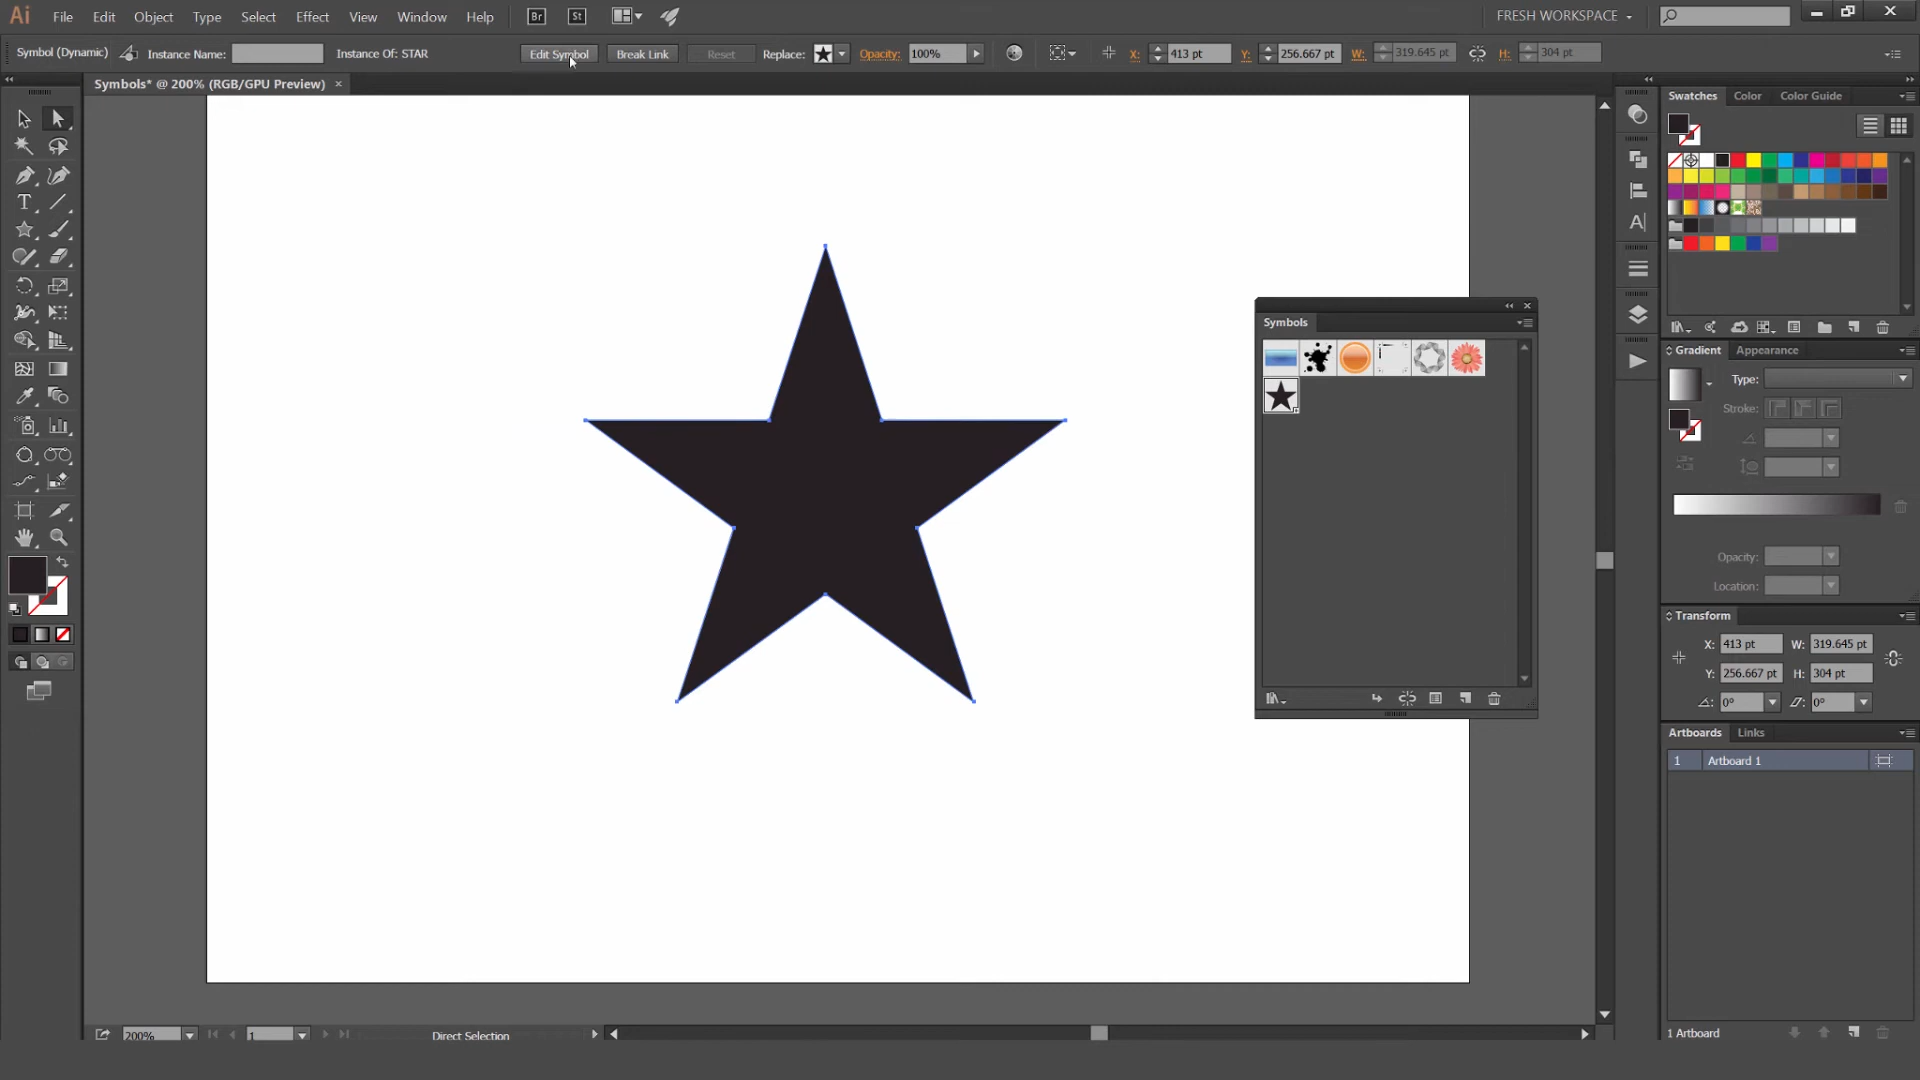 Ai File Edit Object Type Select Effect View Window Help Br St FRESH WORKSPACE
Symbol (Dynamic) Instance Name: Instance Of: STAR Edit Symbol Break Link Reset Replace: Opacity: 100% X: 413 pt Y: 256.667 pt W: 319.645 pt H: 304 pt
Symbols* @ 200% (RGB/GPU Preview) ×
Swatches Color Color Guide
Symbols
Gradient Appearance
Type:
Stroke:
Opacity:
Location:
Transform
X: 413 pt W: 319.645 pt
Y: 256.667 pt H: 304 pt
0° 0°
Artboards Links
1 Artboard 1
200% 1 Direct Selection
1 Artboard